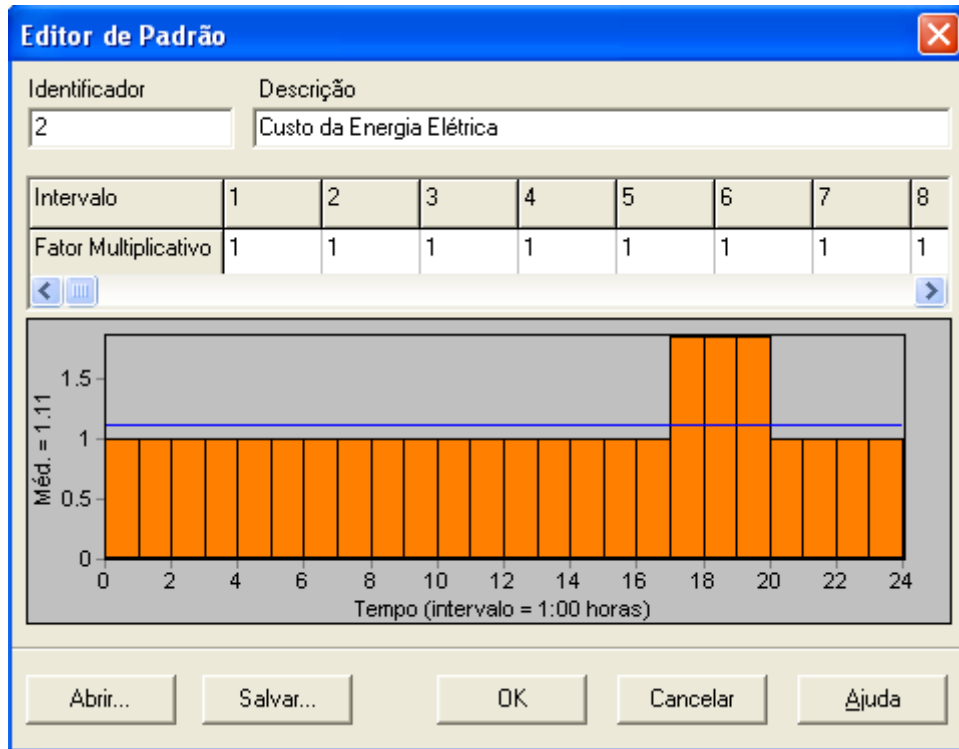 Editor de Padrão
Identificador Descrição
2 Custo da Energia Elétrica
Intervalo 1 2 3 4 5 6 7 8
Fator Multiplicativo 1 1 1 1 1 1 1 1
Méd. = 1.11
1.5
1
0.5
0
0 2 4 6 8 10 12 14 16 18 20 22 24
Tempo (intervalo = 1:00 horas)
Abrir... Salvar... OK Cancelar Ajuda